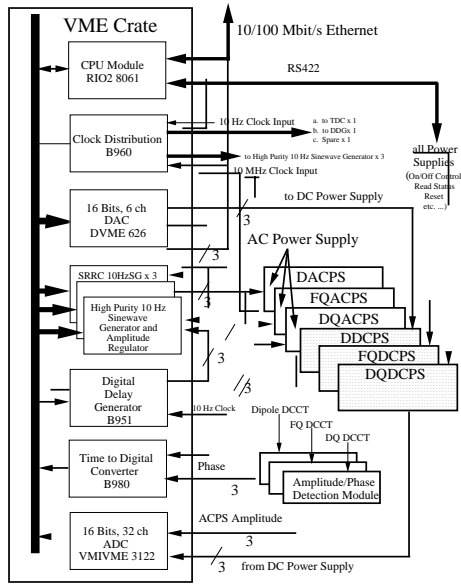 VME Crate
10/100 Mbit/s Ethernet
CPU Module
RIO2 8061
RS422
10 Hz Clock Input
a. to TDC x 1
b. to DDGx 1
c. Spare x 1
Clock Distribution
B960
to High Purity 10 Hz Sinewave Generator x 3
10 MHz Clock Input
all Power
Supplies
(On/Off Control
Read Status
Reset
etc. ...)
16 Bits, 6 ch
DAC
DVME 626
3
to DC Power Supply
3
AC Power Supply
SRRC 10HzSG x 3
3
High Purity 10 Hz
Sinewave
Generator and
Amplitude
Regulator
DACPS
FQACPS
DQACPS
DDCPS
FQDCPS
DQDCPS
3
Digital
Delay
Generator
B951
3
10 Hz Clock
Dipole DCCT
FQ DCCT
DQ DCCT
Time to Digital
Converter
B980
Phase
3
Amplitude/Phase
Detection Module
16 Bits, 32 ch
ADC
VMIVME 3122
ACPS Amplitude
3
3
from DC Power Supply